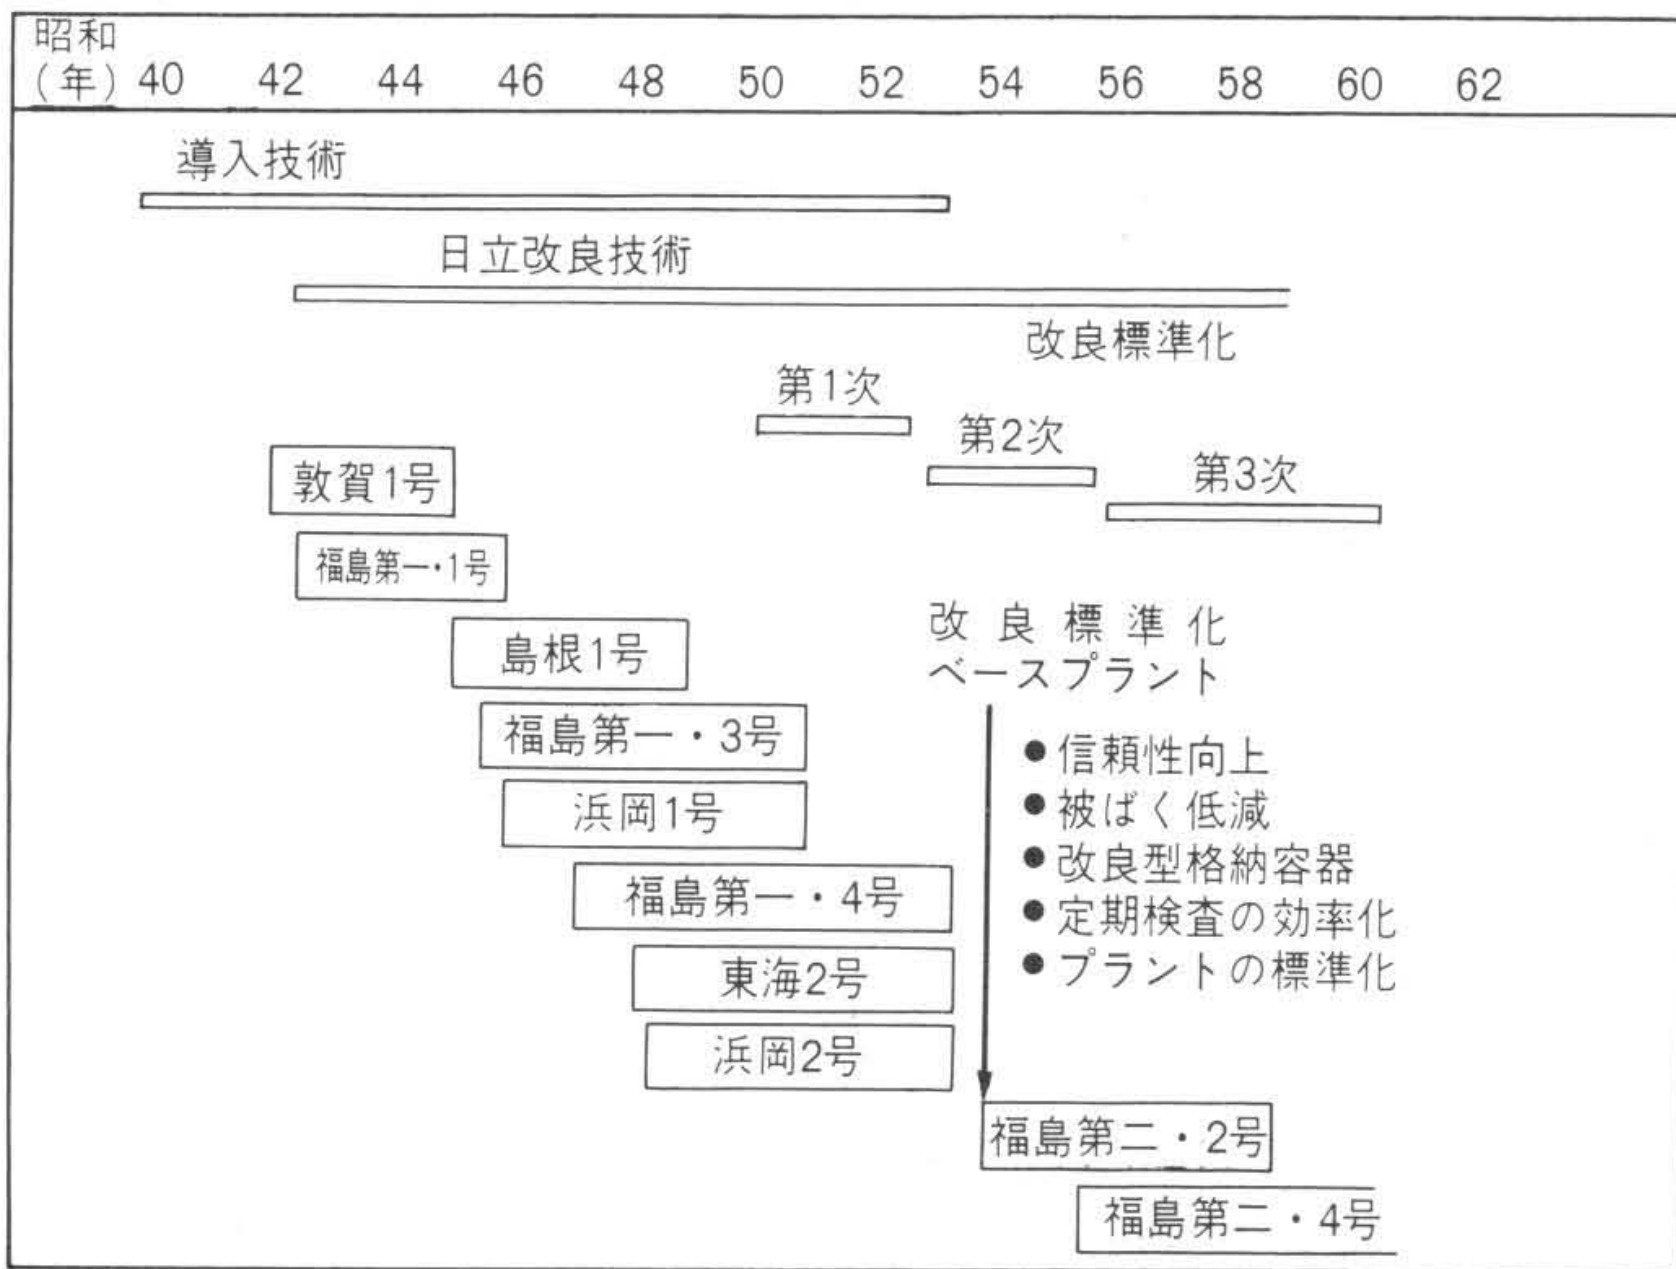 昭和
(年) 40 42 44 46 48 50 52 54 56 58 60 62
導入技術
日立改良技術
改良標準化
第1次
第2次
第3次
敦賀1号
福島第一・1号
島根1号
福島第一・3号
浜岡1号
福島第一・4号
東海2号
浜岡2号
改良標準化
ベースプラント
●信頼性向上
●被ばく低減
●改良型格納容器
●定期検査の効率化
●プラントの標準化
福島第二・2号
福島第二・4号